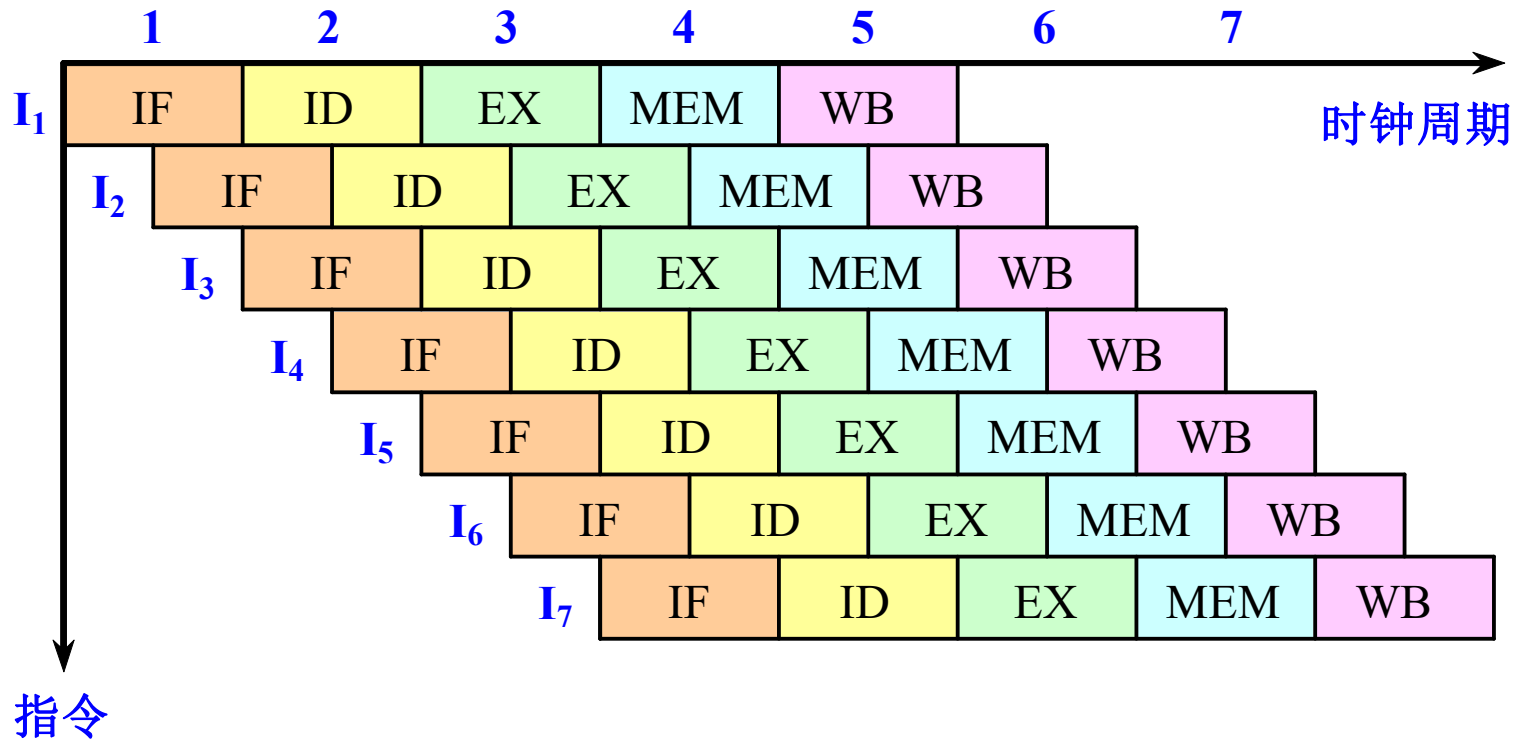 1 2 3 4 5 6 7
时钟周期
I₁ IF ID EX MEM WB
I₂ IF ID EX MEM WB
I₃ IF ID EX MEM WB
I₄ IF ID EX MEM WB
I₅ IF ID EX MEM WB
I₆ IF ID EX MEM WB
I₇ IF ID EX MEM WB
指令